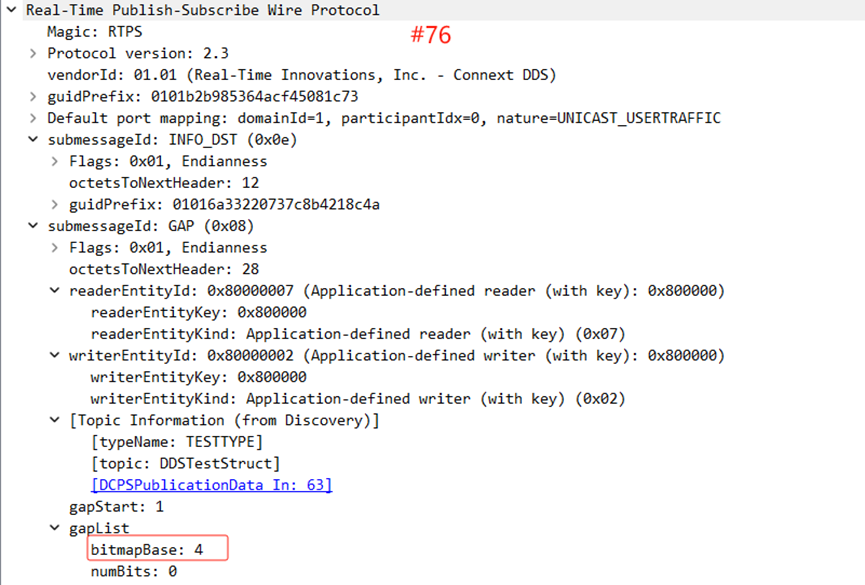 Real-Time Publish-Subscribe Wire Protocol
Magic: RTPS
#76
Protocol version: 2.3
vendorId: 01.01 (Real-Time Innovations, Inc. - Connext DDS)
guidPrefix: 0101b2b985364acf45081c73
Default port mapping: domainId=1, participantIdx=0, nature=UNICAST_USERTRAFFIC
submessageId: INFO_DST (0x0e)
Flags: 0x01, Endianness
octetsToNextHeader: 12
guidPrefix: 01016a33220737c8b4218c4a
submessageId: GAP (0x08)
Flags: 0x01, Endianness
octetsToNextHeader: 28
readerEntityId: 0x80000007 (Application-defined reader (with key): 0x800000)
readerEntityKey: 0x800000
readerEntityKind: Application-defined reader (with key) (0x07)
writerEntityId: 0x80000002 (Application-defined writer (with key): 0x800000)
writerEntityKey: 0x800000
writerEntityKind: Application-defined writer (with key) (0x02)
[Topic Information (from Discovery)]
[typeName: TESTTYPE]
[topic: DDSTestStruct]
[DCPSPublicationData In: 63]
gapStart: 1
gapList
bitmapBase: 4
numBits: 0